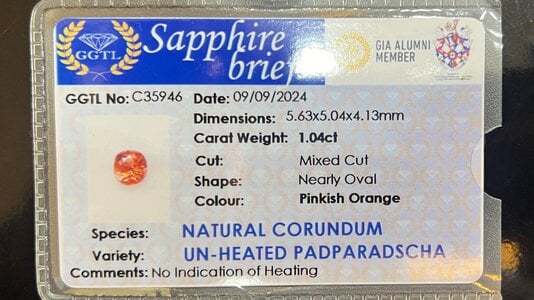 GGTL
Sapphire
brief
GIA ALUMNI
MEMBER
GGTL No: C35946 Date: 09/09/2024
Dimensions: 5.63x5.04x4.13mm
Carat Weight: 1.04ct
Cut: Mixed Cut
Shape: Nearly Oval
Colour: Pinkish Orange
Species: NATURAL CORUNDUM
Variety: UN-HEATED PADPARADSCHA
Comments: No Indication of Heating